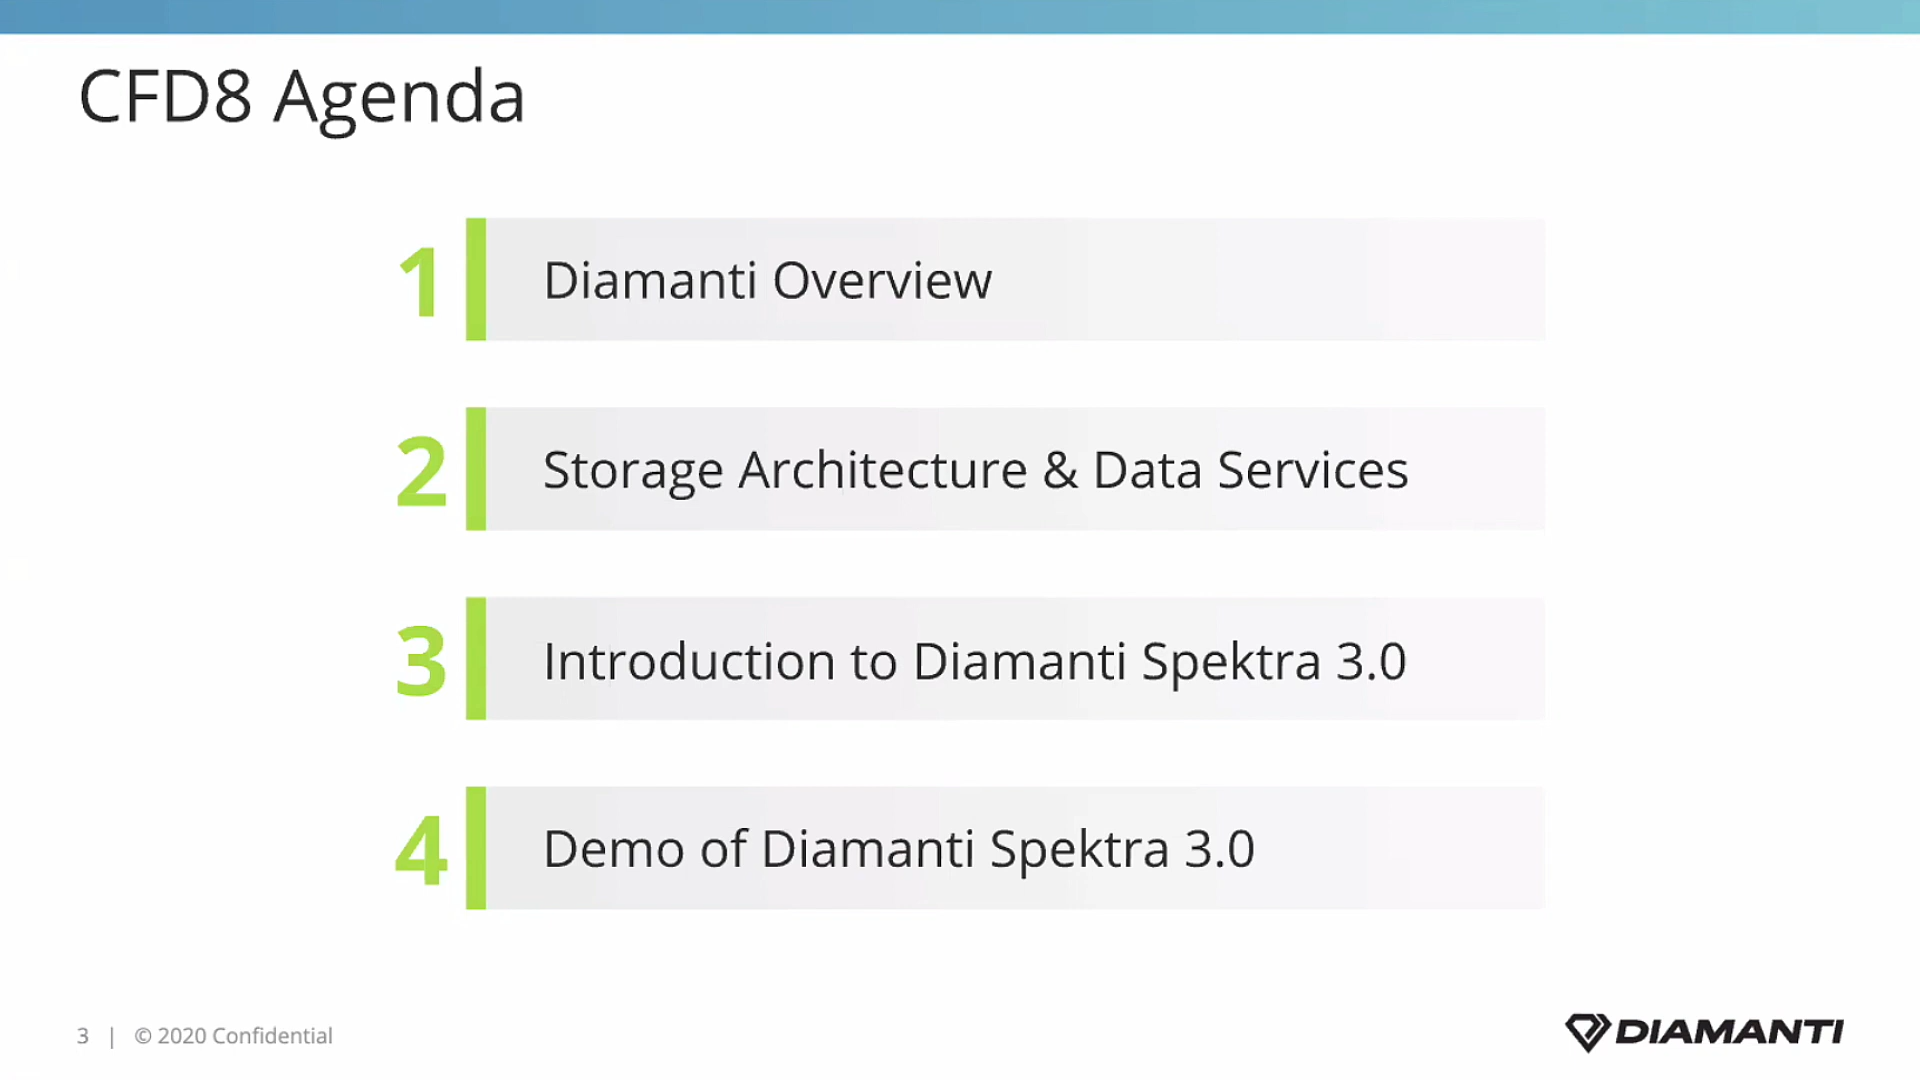 CFD8 Agenda
1 Diamanti Overview
2 Storage Architecture & Data Services
3 Introduction to Diamanti Spektra 3.0
4 Demo of Diamanti Spektra 3.0
3 | © 2020 Confidential
DIAMANTI